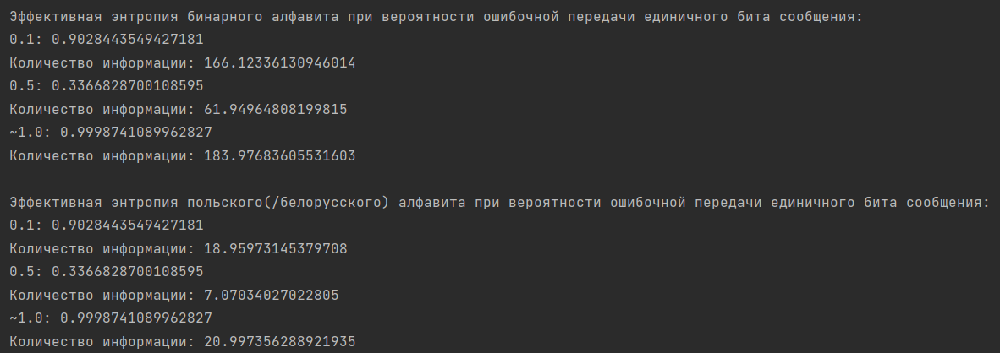 Эффективная энтропия бинарного алфавита при вероятности ошибочной передачи единичного бита сообщения:
0.1: 0.9028443549427181
Количество информации: 166.12336130946014
0.5: 0.3366828700108595
Количество информации: 61.94964808199815
~1.0: 0.9998741089962827
Количество информации: 183.97683605531603
Эффективная энтропия польского(/белорусского) алфавита при вероятности ошибочной передачи единичного бита сообщения:
0.1: 0.9028443549427181
Количество информации: 18.95973145379708
0.5: 0.3366828700108595
Количество информации: 7.07034027022805
~1.0: 0.9998741089962827
Количество информации: 20.997356288921935